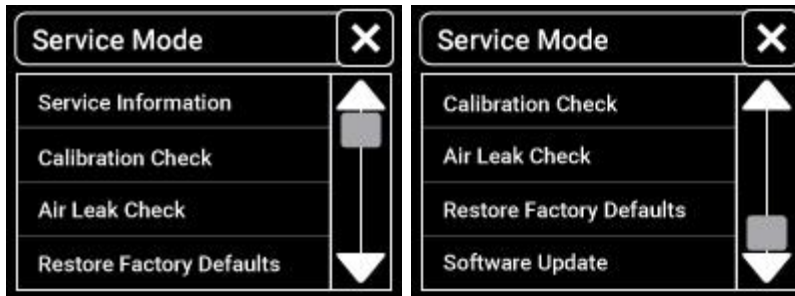 Service Mode
Service Information
Calibration Check
Air Leak Check
Restore Factory Defaults
Service Mode
Calibration Check
Air Leak Check
Restore Factory Defaults
Software Update